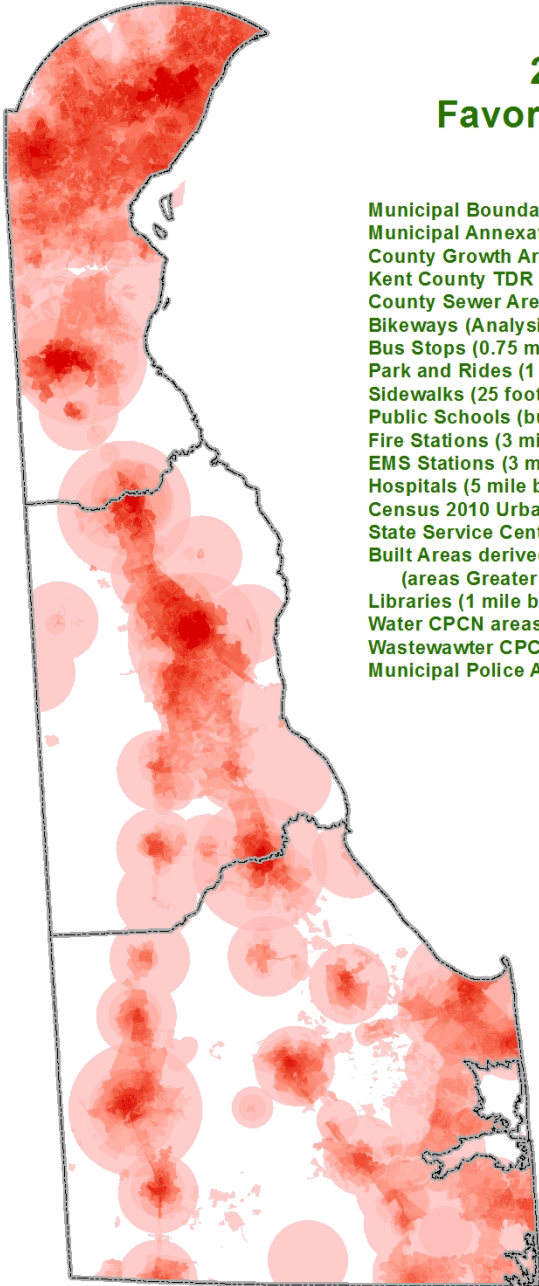 2
Favor
Municipal Bounda
Municipal Annexa
County Growth Ar
Kent County TDR
County Sewer Are
Bikeways (Analysi
Bus Stops (0.75 m
Park and Rides (1
Sidewalks (25 foot
Public Schools (bu
Fire Stations (3 mi
EMS Stations (3 m
Hospitals (5 mile b
Census 2010 Urba
State Service Cent
Built Areas derived
(areas Greater
Libraries (1 mile b
Water CPCN areas
Wastewawter CPC
Municipal Police A